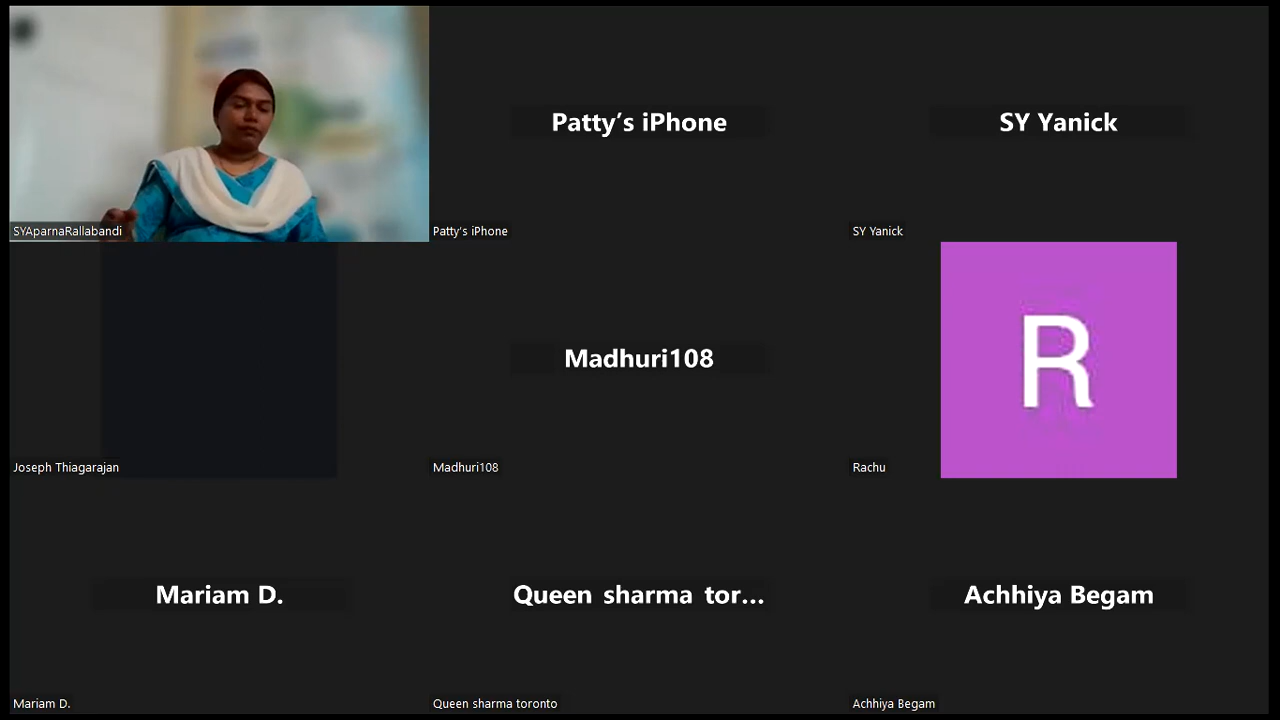 Patty’s iPhone
SY Yanick
SYAparnaRallabandi
Patty's iPhone
SY Yanick
Madhuri108
R
Joseph Thiagarajan
Madhuri108
Rachu
Mariam D.
Queen sharma tor...
Achhiya Begam
Mariam D.
Queen sharma toronto
Achhiya Begam